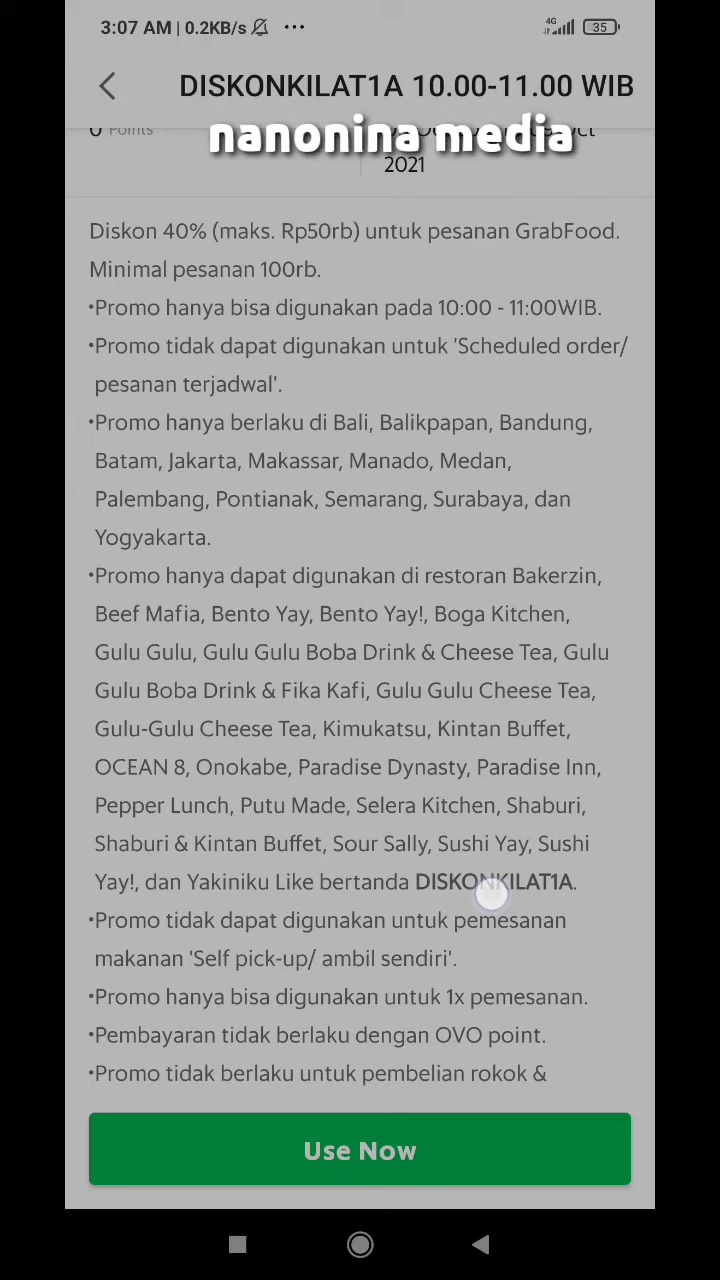 3:07 AM | 0.2KB/s
4G
35
DISKONKILAT1A 10.00-11.00 WIB
nanonina media
0 Points
Oct
2021
Diskon 40% (maks. Rp50rb) untuk pesanan GrabFood.
Minimal pesanan 100rb.
•Promo hanya bisa digunakan pada 10:00 - 11:00WIB.
•Promo tidak dapat digunakan untuk 'Scheduled order/
pesanan terjadwal'.
•Promo hanya berlaku di Bali, Balikpapan, Bandung,
Batam, Jakarta, Makassar, Manado, Medan,
Palembang, Pontianak, Semarang, Surabaya, dan
Yogyakarta.
•Promo hanya dapat digunakan di restoran Bakerzin,
Beef Mafia, Bento Yay, Bento Yay!, Boga Kitchen,
Gulu Gulu, Gulu Gulu Boba Drink & Cheese Tea, Gulu
Gulu Boba Drink & Fika Kafi, Gulu Gulu Cheese Tea,
Gulu-Gulu Cheese Tea, Kimukatsu, Kintan Buffet,
OCEAN 8, Onokabe, Paradise Dynasty, Paradise Inn,
Pepper Lunch, Putu Made, Selera Kitchen, Shaburi,
Shaburi & Kintan Buffet, Sour Sally, Sushi Yay, Sushi
Yay!, dan Yakiniku Like bertanda DISKONKILAT1A.
•Promo tidak dapat digunakan untuk pemesanan
makanan 'Self pick-up/ ambil sendiri'.
•Promo hanya bisa digunakan untuk 1x pemesanan.
•Pembayaran tidak berlaku dengan OVO point.
•Promo tidak berlaku untuk pembelian rokok &
Use Now